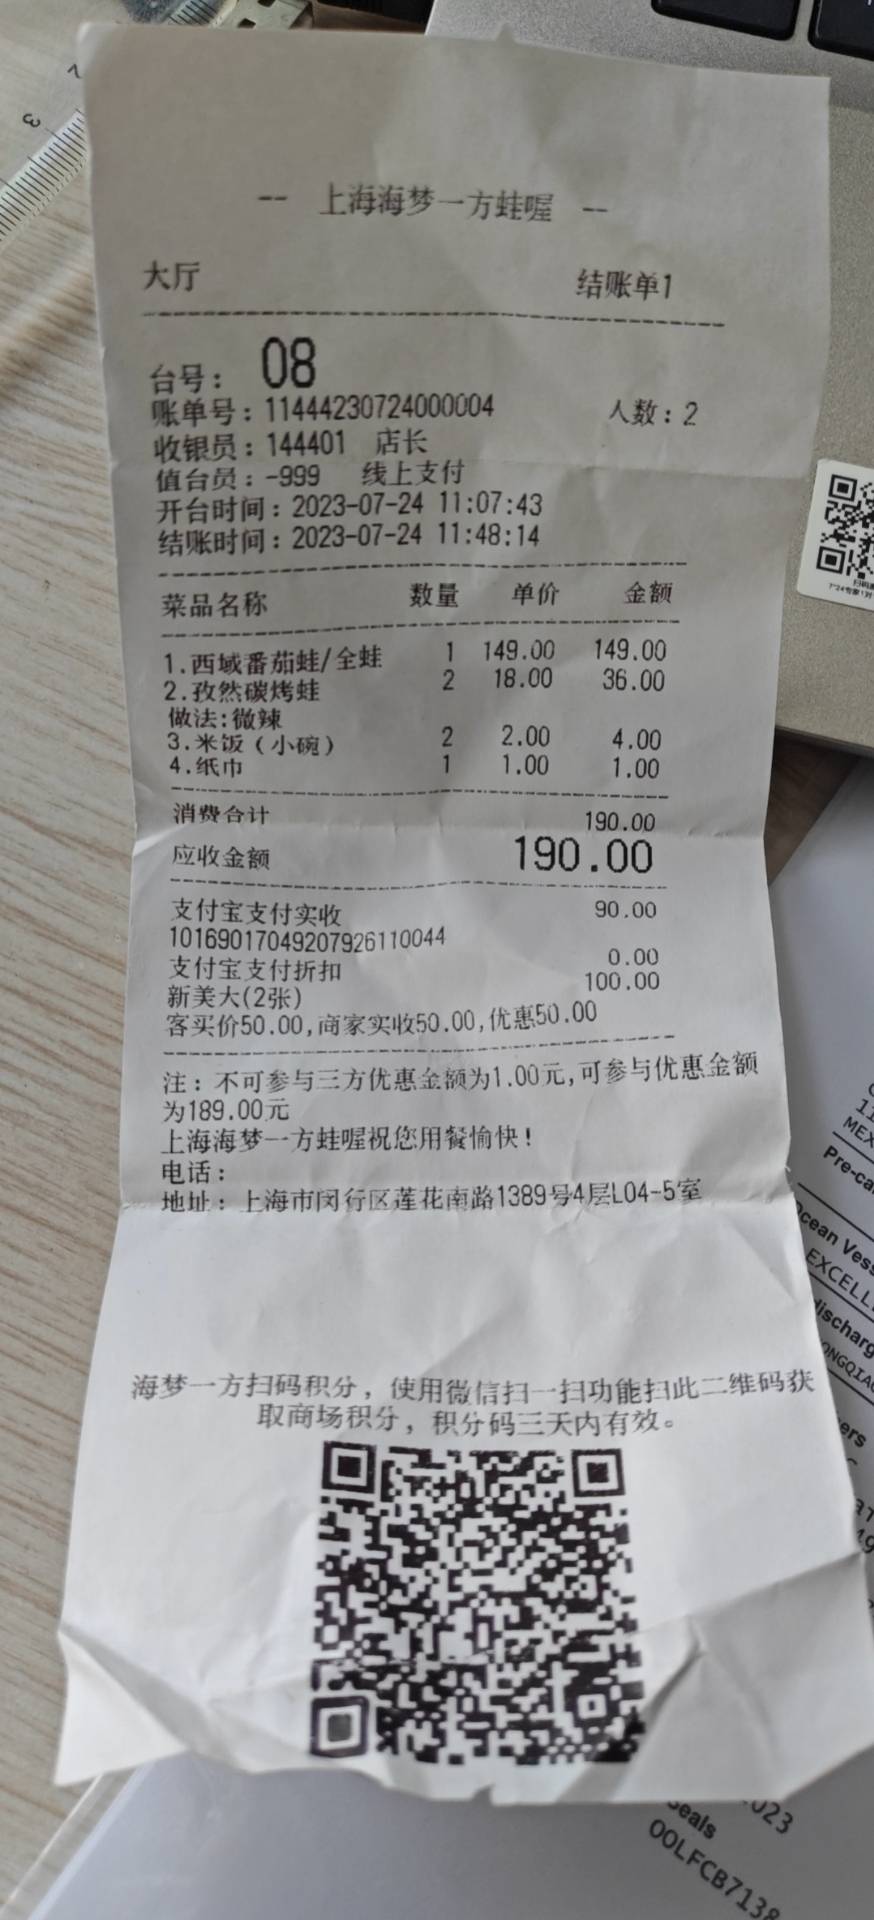 -- 上海海梦一方蛙喔 --
大厅 结账单1
台号: 08
账单号:11444230724000004 人数:2
收银员:144401 店长
值台员:-999 线上支付
开台时间:2023-07-24 11:07:43
结账时间:2023-07-24 11:48:14
菜品名称 数量 单价 金额
1.西域番茄蛙/全蛙 1 149.00 149.00
2.孜然碳烤蛙 2 18.00 36.00
做法:微辣
3.米饭(小碗) 2 2.00 4.00
4.纸巾 1 1.00 1.00
消费合计 190.00
应收金额 190.00
支付宝支付实收 90.00
10169017049207926110044
支付宝支付折扣 0.00
新美大(2张) 100.00
客买价50.00,商家实收50.00,优惠50.00
注:不可参与三方优惠金额为1.00元,可参与优惠金额
为189.00元
上海海梦一方蛙喔祝您用餐愉快!
电话:
地址:上海市闵行区莲花南路1389号4层L04-5室
海梦一方扫码积分,使用微信扫一扫功能扫此二维码获
取商场积分,积分码三天内有效。
2
3
MEX
Pre-ca
Ocean Vess
EXCELL
discharg
ONGQIAO
ers
2023
Seals
OOLFCB7138